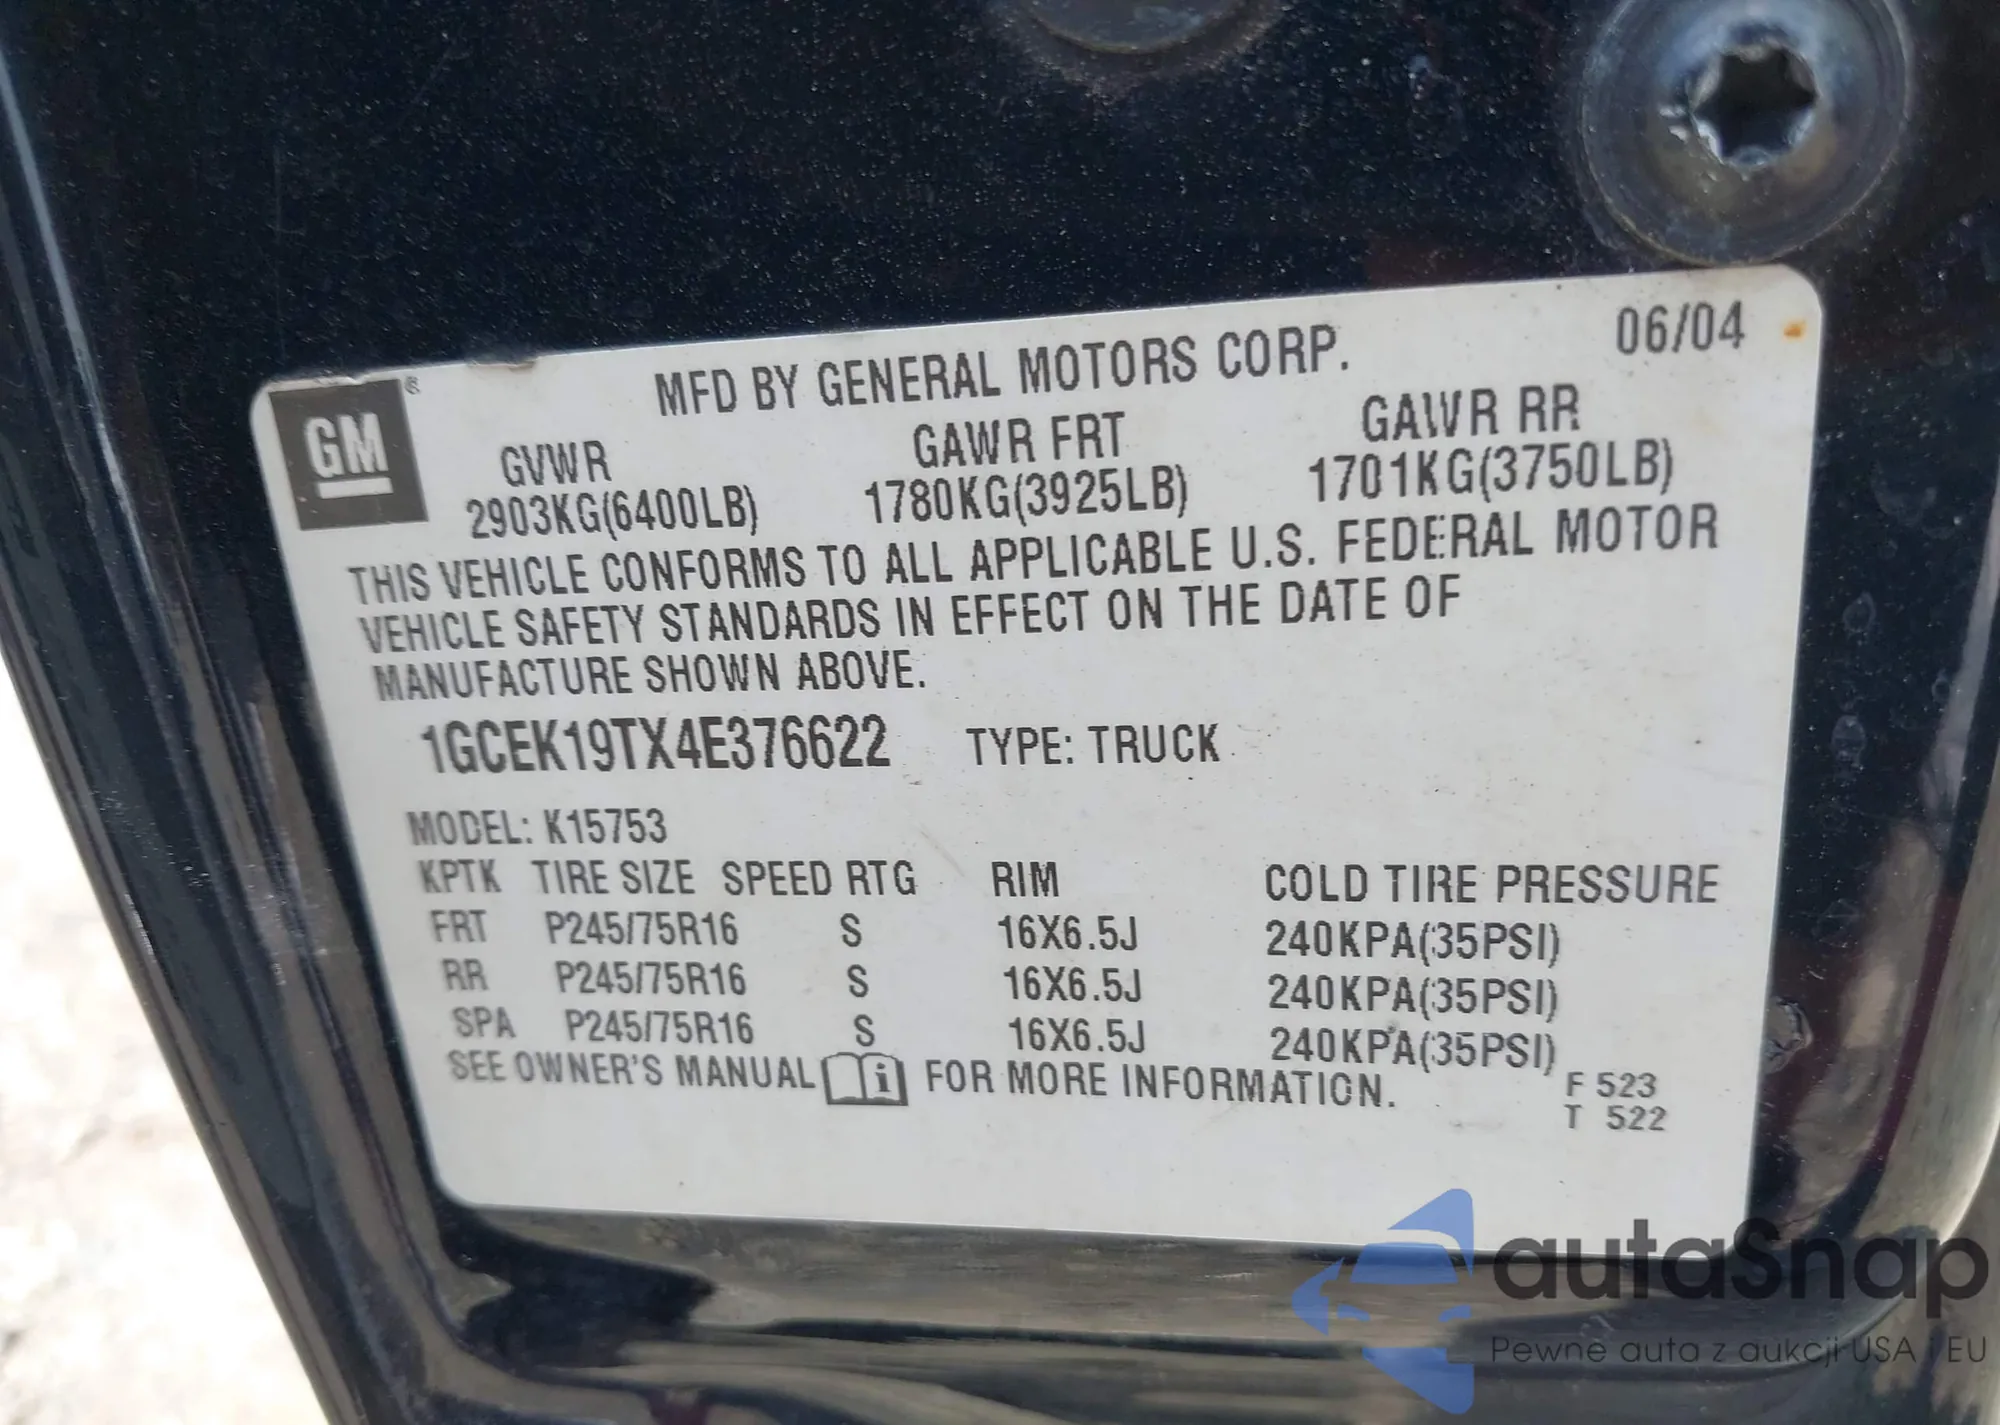 MFD BY GENERAL MOTORS CORP. 06/04
GM ®
GVWR GAWR FRT GAWR RR
2903KG(6400LB) 1780KG(3925LB) 1701KG(3750LB)
THIS VEHICLE CONFORMS TO ALL APPLICABLE U.S. FEDERAL MOTOR
VEHICLE SAFETY STANDARDS IN EFFECT ON THE DATE OF
MANUFACTURE SHOWN ABOVE.
1GCEK19TX4E376622 TYPE: TRUCK
MODEL: K15753
KPTK TIRE SIZE SPEED RTG RIM COLD TIRE PRESSURE
FRT P245/75R16 S 16X6.5J 240KPA(35PSI)
RR P245/75R16 S 16X6.5J 240KPA(35PSI)
SPA P245/75R16 S 16X6.5J 240KPA(35PSI)
SEE OWNER'S MANUAL i FOR MORE INFORMATION.
F 523
T 522
autaSnap
Pewne auta z aukcji USA i EU